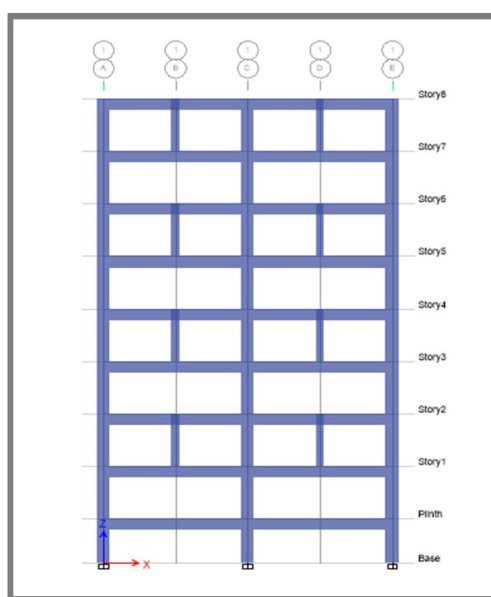 1 1 1 1 1
A B C D E
Story8
Story7
Story6
Story5
Story4
Story3
Story2
Story1
Plinth
Z
X
Base